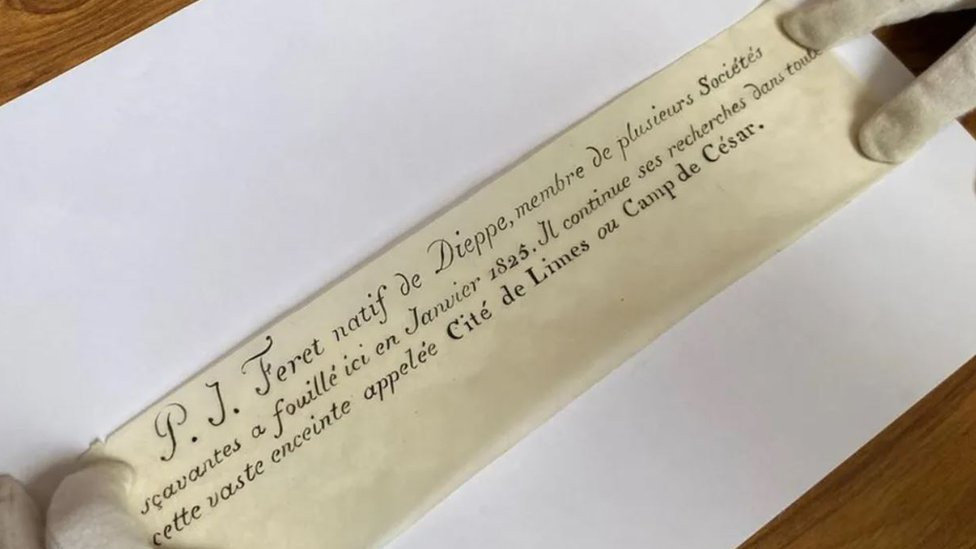 P. J. Feret natif de Dieppe, membre de plusieurs Sociétés
sçavantes a fouillé ici en Janvier 1825. Il continue ses recherches dans toute
cette vaste enceinte appelée Cité de Limes ou Camp de César.